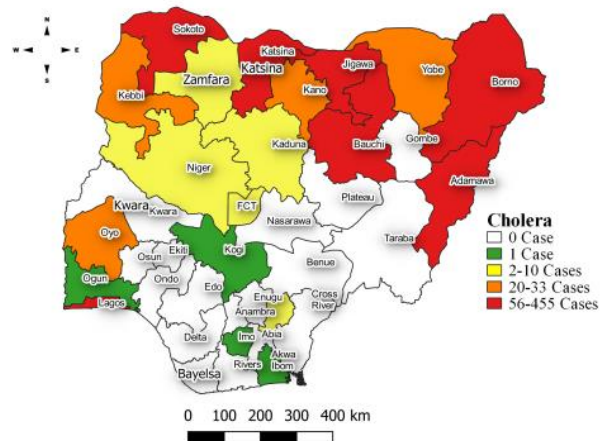 N
W E
S
Sokoto
Katsina
Zamfara
Katsina
Jigawa
Yobe
Borno
Kebbi
Kano
Kaduna
Bauchi
Gombe
Niger
Adamawa
FCT
Plateau
Kwara
Kwara
Nasarawa
Taraba
Oyo
Kogi
Ekiti
Osun
Benue
Ogun
Ondo
Edo
Enugu
Cross
River
Lagos
Anambra
Delta
Imo
Abia
Akwa
Ibom
Rivers
Bayelsa
Cholera
0 Case
1 Case
2-10 Cases
20-33 Cases
56-455 Cases
0 100 200 300 400 km